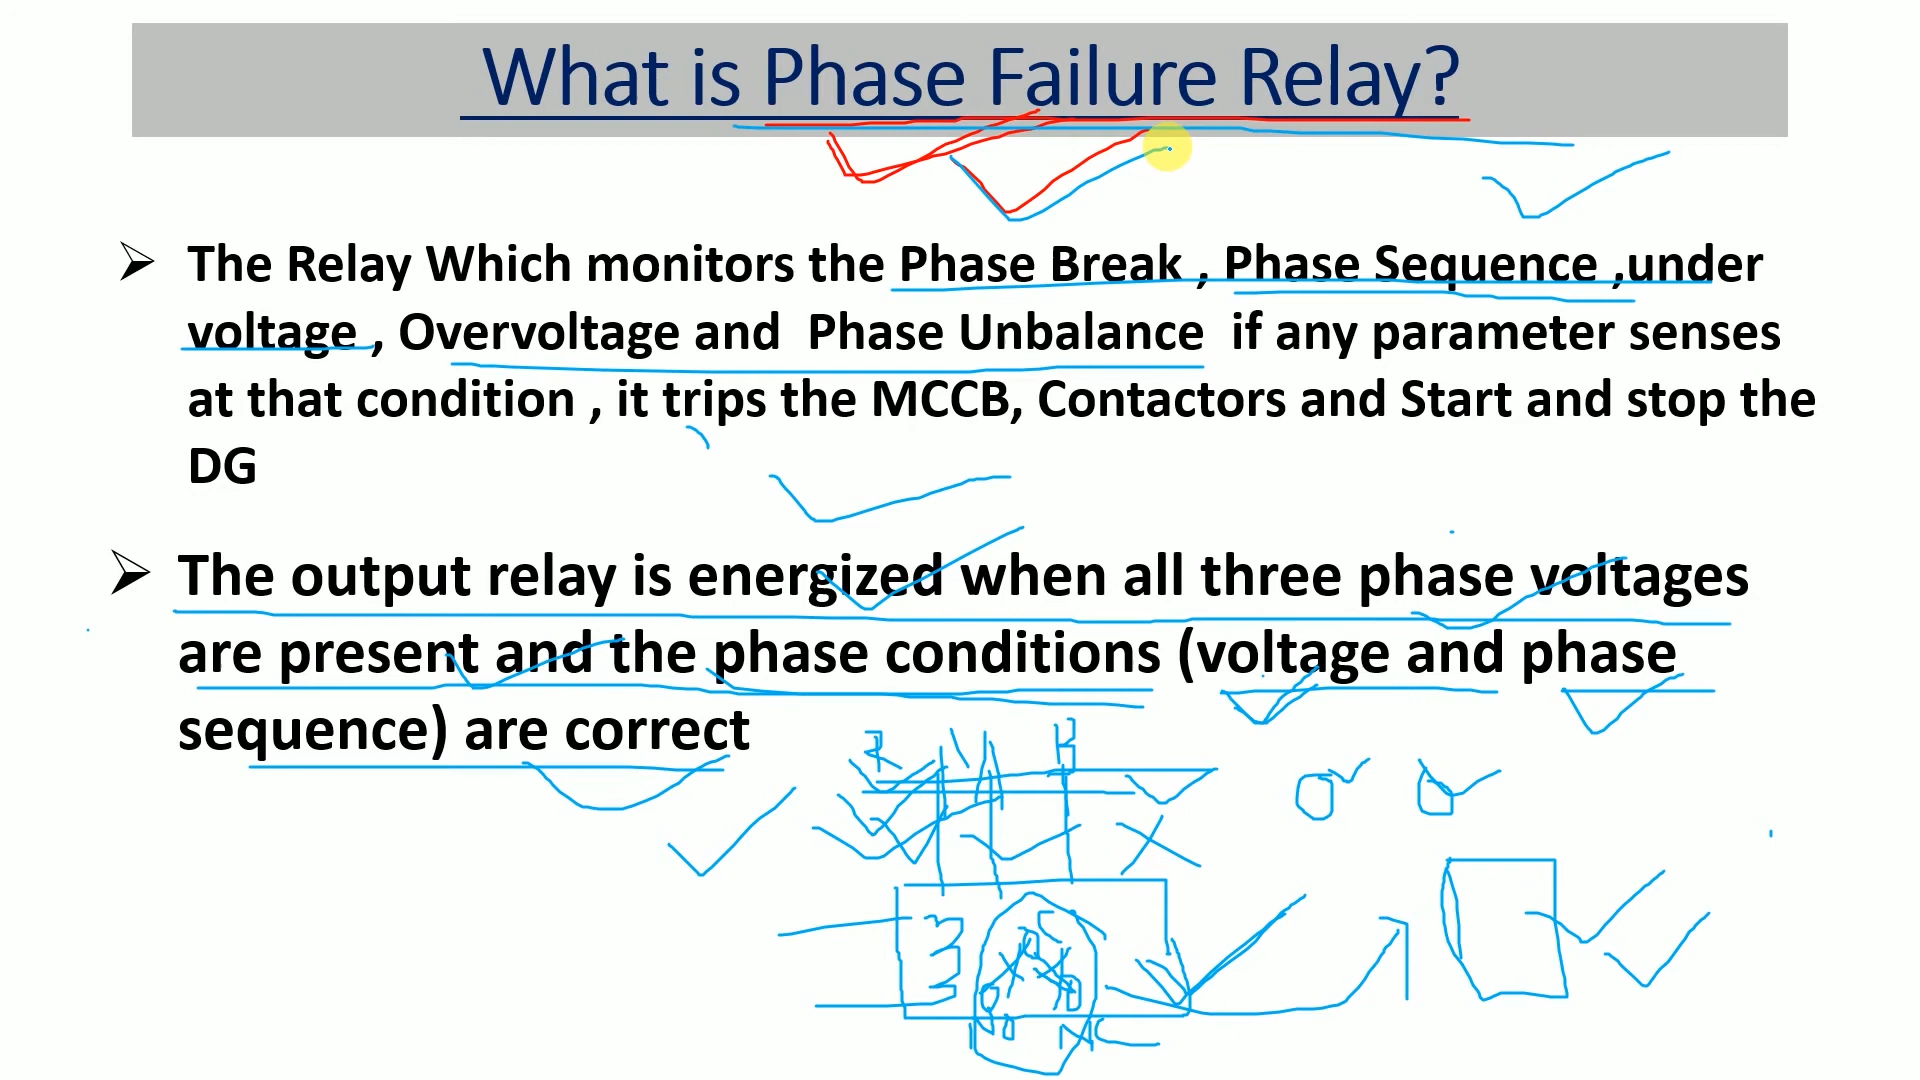 What is Phase Failure Relay?
➢ The Relay Which monitors the Phase Break , Phase Sequence ,under
voltage , Overvoltage and Phase Unbalance if any parameter senses
at that condition , it trips the MCCB, Contactors and Start and stop the
DG
➢ The output relay is energized when all three phase voltages
are present and the phase conditions (voltage and phase
sequence) are correct
R
C
NO NC